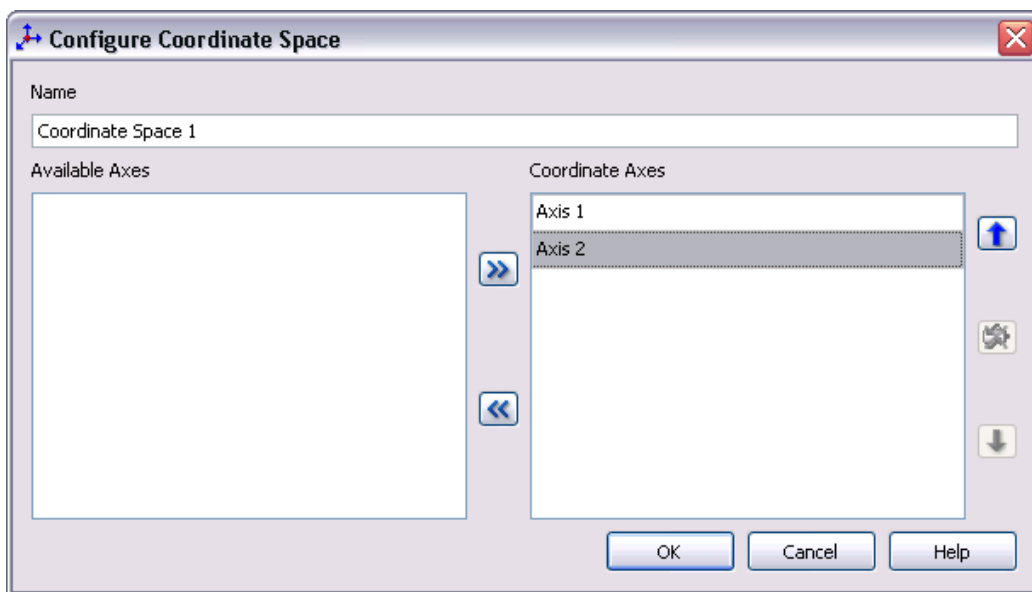 Configure Coordinate Space
Name
Coordinate Space 1
Available Axes
Coordinate Axes
Axis 1
Axis 2
OK
Cancel
Help